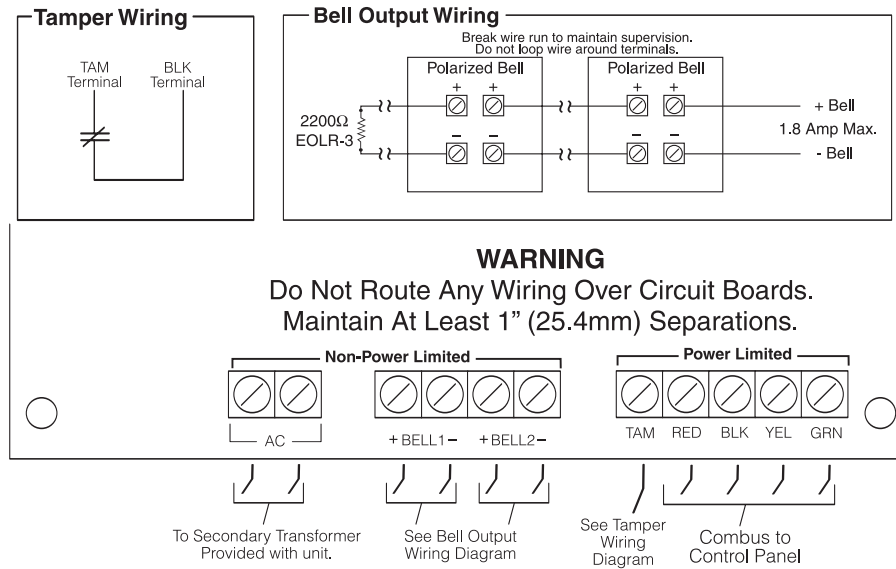 Tamper Wiring
TAM
Terminal
BLK
Terminal
Bell Output Wiring
Break wire run to maintain supervision.
Do not loop wire around terminals.
Polarized Bell
Polarized Bell
+ +
+ +
2200Ω
EOLR-3
– –
– –
+ Bell
1.8 Amp Max.
- Bell
WARNING
Do Not Route Any Wiring Over Circuit Boards.
Maintain At Least 1” (25.4mm) Separations.
Non-Power Limited
Power Limited
AC
+BELL1– +BELL2–
TAM RED BLK YEL GRN
To Secondary Transformer
Provided with unit.
See Bell Output
Wiring Diagram
See Tamper
Wiring
Diagram
Combus to
Control Panel